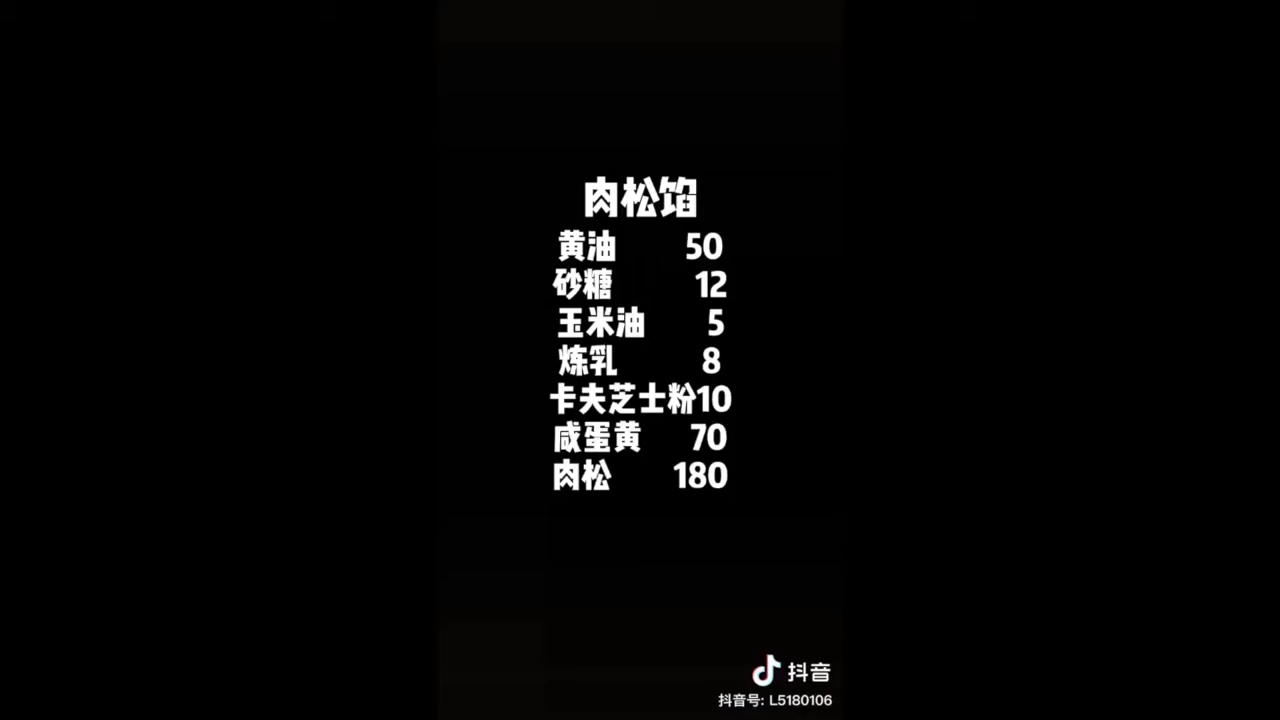 肉松馅
黄油 50
砂糖 12
玉米油 5
炼乳 8
卡夫芝士粉10
咸蛋黄 70
肉松 180
抖音
抖音号: L5180106